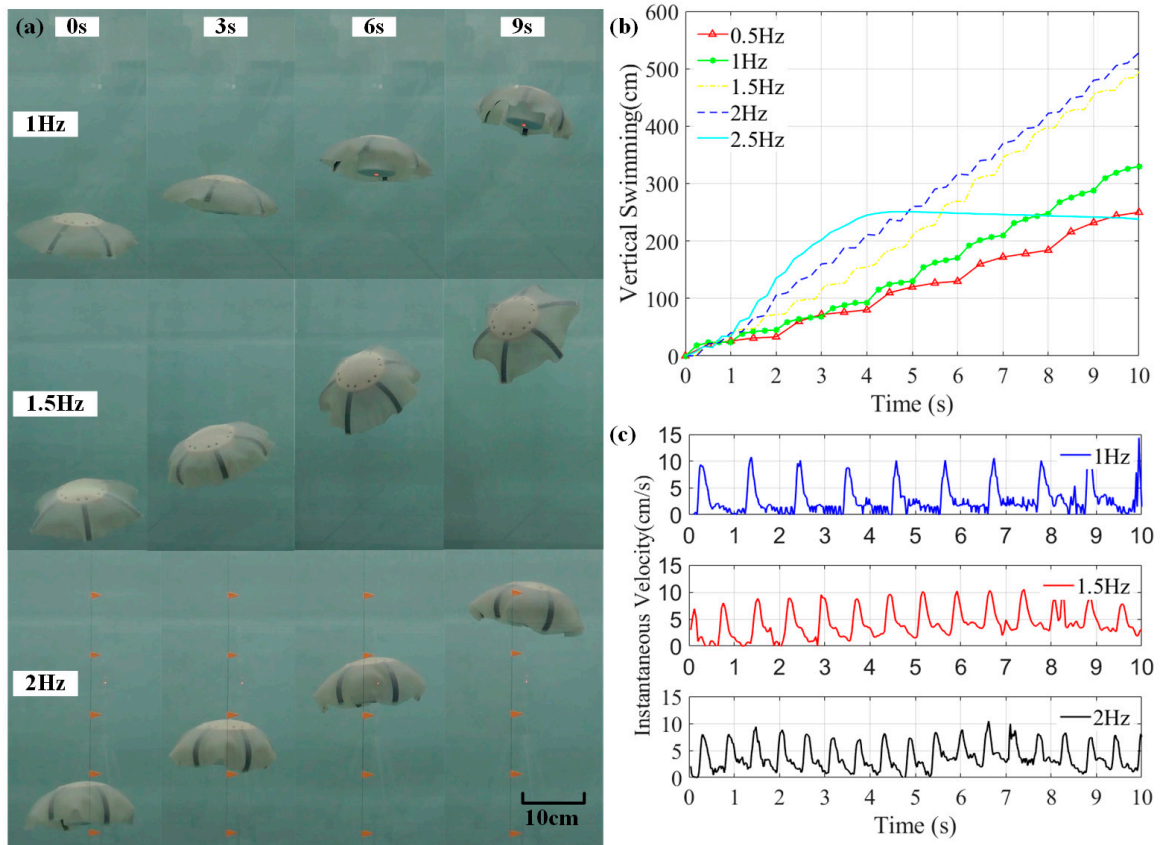 (a)
0s
3s
6s
9s
1Hz
1.5Hz
2Hz
10cm
(b)
600
500
400
300
200
100
0
Vertical Swimming(cm)
0.5Hz
1Hz
1.5Hz
2Hz
2.5Hz
0 1 2 3 4 5 6 7 8 9 10
Time (s)
(c)
Instantaneous Velocity(cm/s)
15
10
5
0
1Hz
0 1 2 3 4 5 6 7 8 9 10
15
10
5
0
1.5Hz
0 1 2 3 4 5 6 7 8 9 10
15
10
5
0
2Hz
0 1 2 3 4 5 6 7 8 9 10
Time (s)